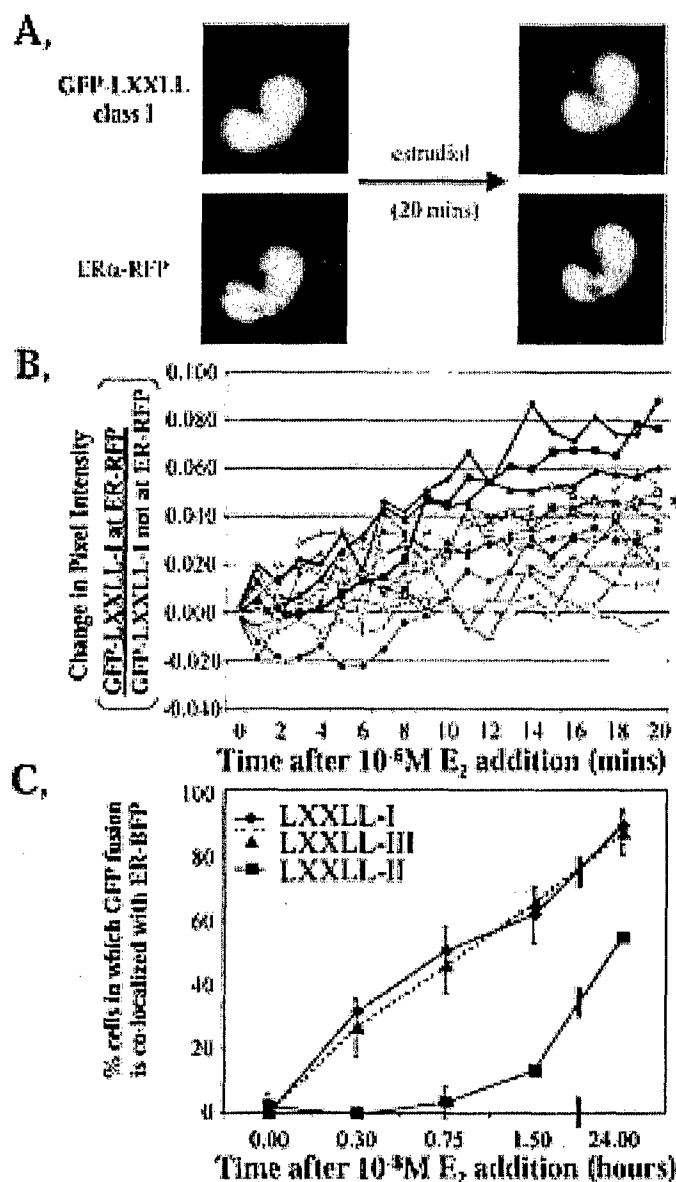 A,
GFP-LXXLL
class I
estradiol
(20 mins)
ERα-RFP
B,
Change in Pixel Intensity
GFP-LXXLL-I at ER-RFP
GFP-LXXLL-I not at ER-RFP
0.100
0.080
0.060
0.040
0.020
0.000
-0.020
-0.040
0 2 4 6 8 10 12 14 16 18 20
Time after 10⁻⁶M E₂ addition (mins)
C,
% cells in which GFP fusion
is co-localized with ER-BFP
100
80
60
40
20
0
LXXLL-I
LXXLL-III
LXXLL-II
0.00 0.30 0.75 1.50 24.00
Time after 10⁻⁸M E₂ addition (hours)